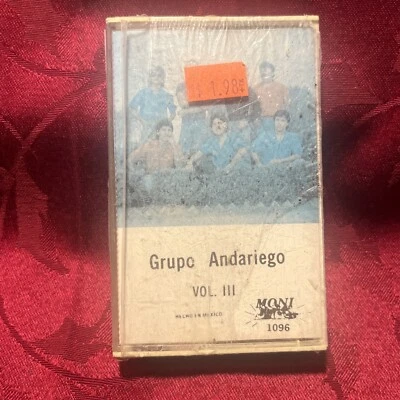 1.98¢
Grupo Andariego
VOL. III
HECHO EN MEXICO
MONI
1096